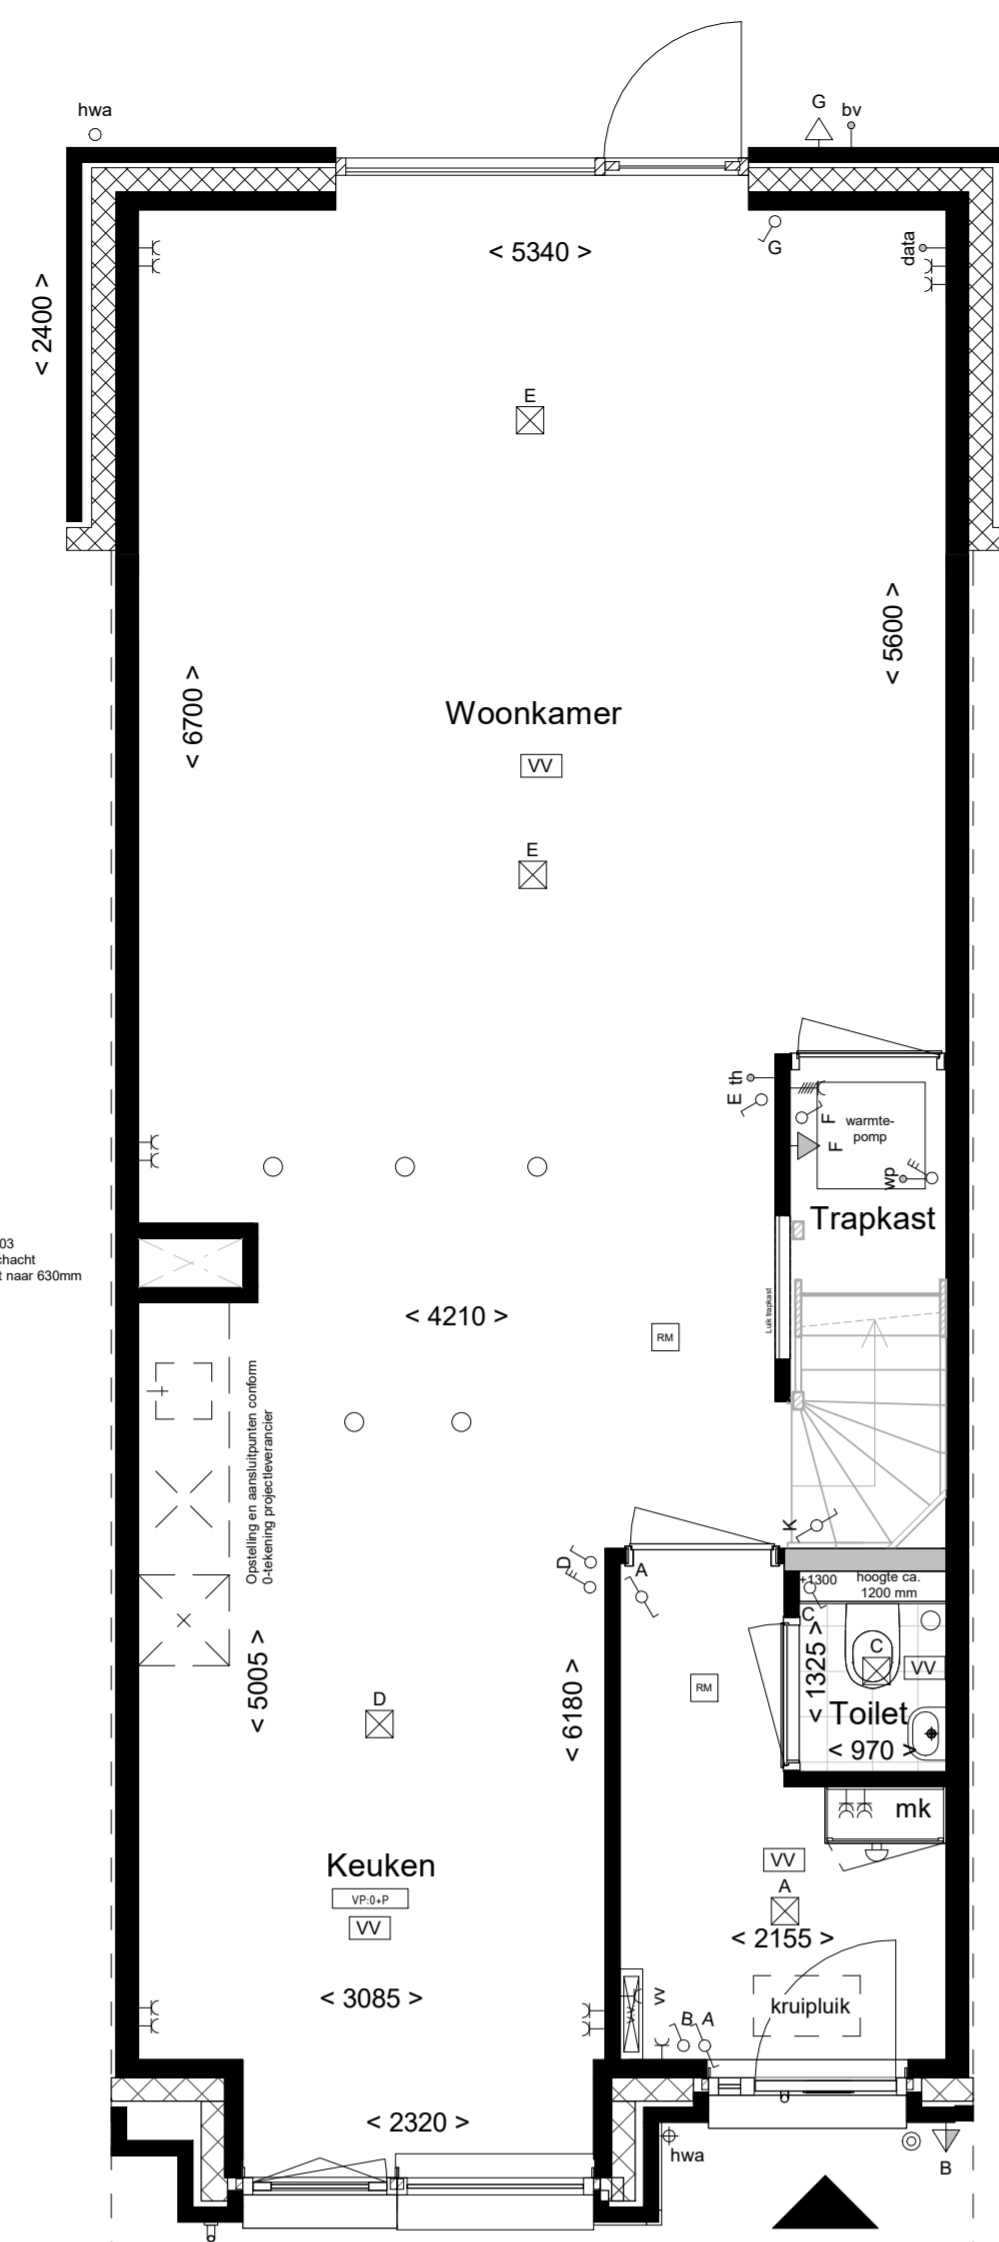 hwa
G
bv
< 5340 >
G
data
< 2400 >
E
< 5600 >
< 6700 >
Woonkamer
VV
E
E th
F
F
warmte-
pomp
wp
Trapkast
03
hacht
t naar 630mm
< 4210 >
Luik trapkast
RM
Opstelling en aansluitpunten conform
0-tekening projectleverancier
K
D
A
+1300
hoogte ca.
1200 mm
C
C
VV
< 1325 >
RM
Toilet
< 970 >
< 5005 >
< 6180 >
D
mk
Keuken
VP:0+P
VV
VV
A
< 2155 >
< 3085 >
VV
kruipluik
B A
< 2320 >
hwa
B